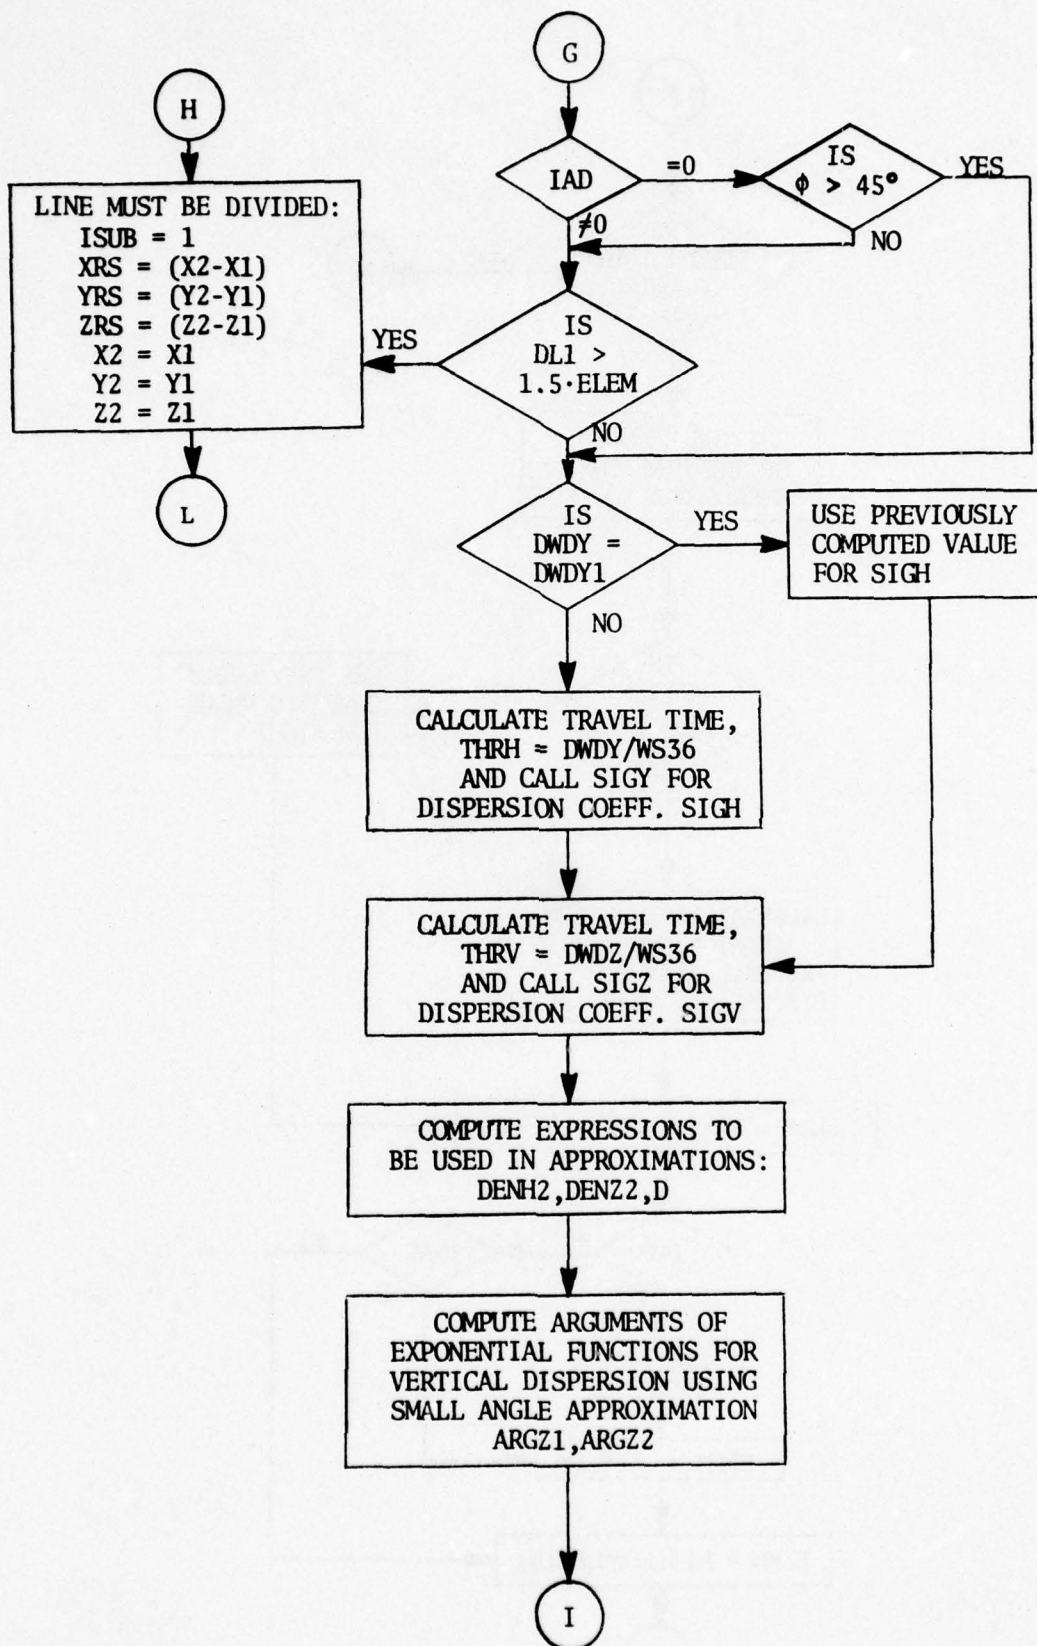 G
H
IAD
=0
IS
ϕ > 45°
YES
≠0
NO
LINE MUST BE DIVIDED:
ISUB = 1
XRS = (X2-X1)
YRS = (Y2-Y1)
ZRS = (Z2-Z1)
X2 = X1
Y2 = Y1
Z2 = Z1
YES
IS
DL1 >
1.5·ELEM
NO
L
IS
DWDY =
DWDY1
YES
USE PREVIOUSLY
COMPUTED VALUE
FOR SIGH
NO
CALCULATE TRAVEL TIME,
THRH = DWDY/WS36
AND CALL SIGY FOR
DISPERSION COEFF. SIGH
CALCULATE TRAVEL TIME,
THRV = DWDZ/WS36
AND CALL SIGZ FOR
DISPERSION COEFF. SIGV
COMPUTE EXPRESSIONS TO
BE USED IN APPROXIMATIONS:
DENH2,DENZ2,D
COMPUTE ARGUMENTS OF
EXPONENTIAL FUNCTIONS FOR
VERTICAL DISPERSION USING
SMALL ANGLE APPROXIMATION
ARGZ1,ARGZ2
I